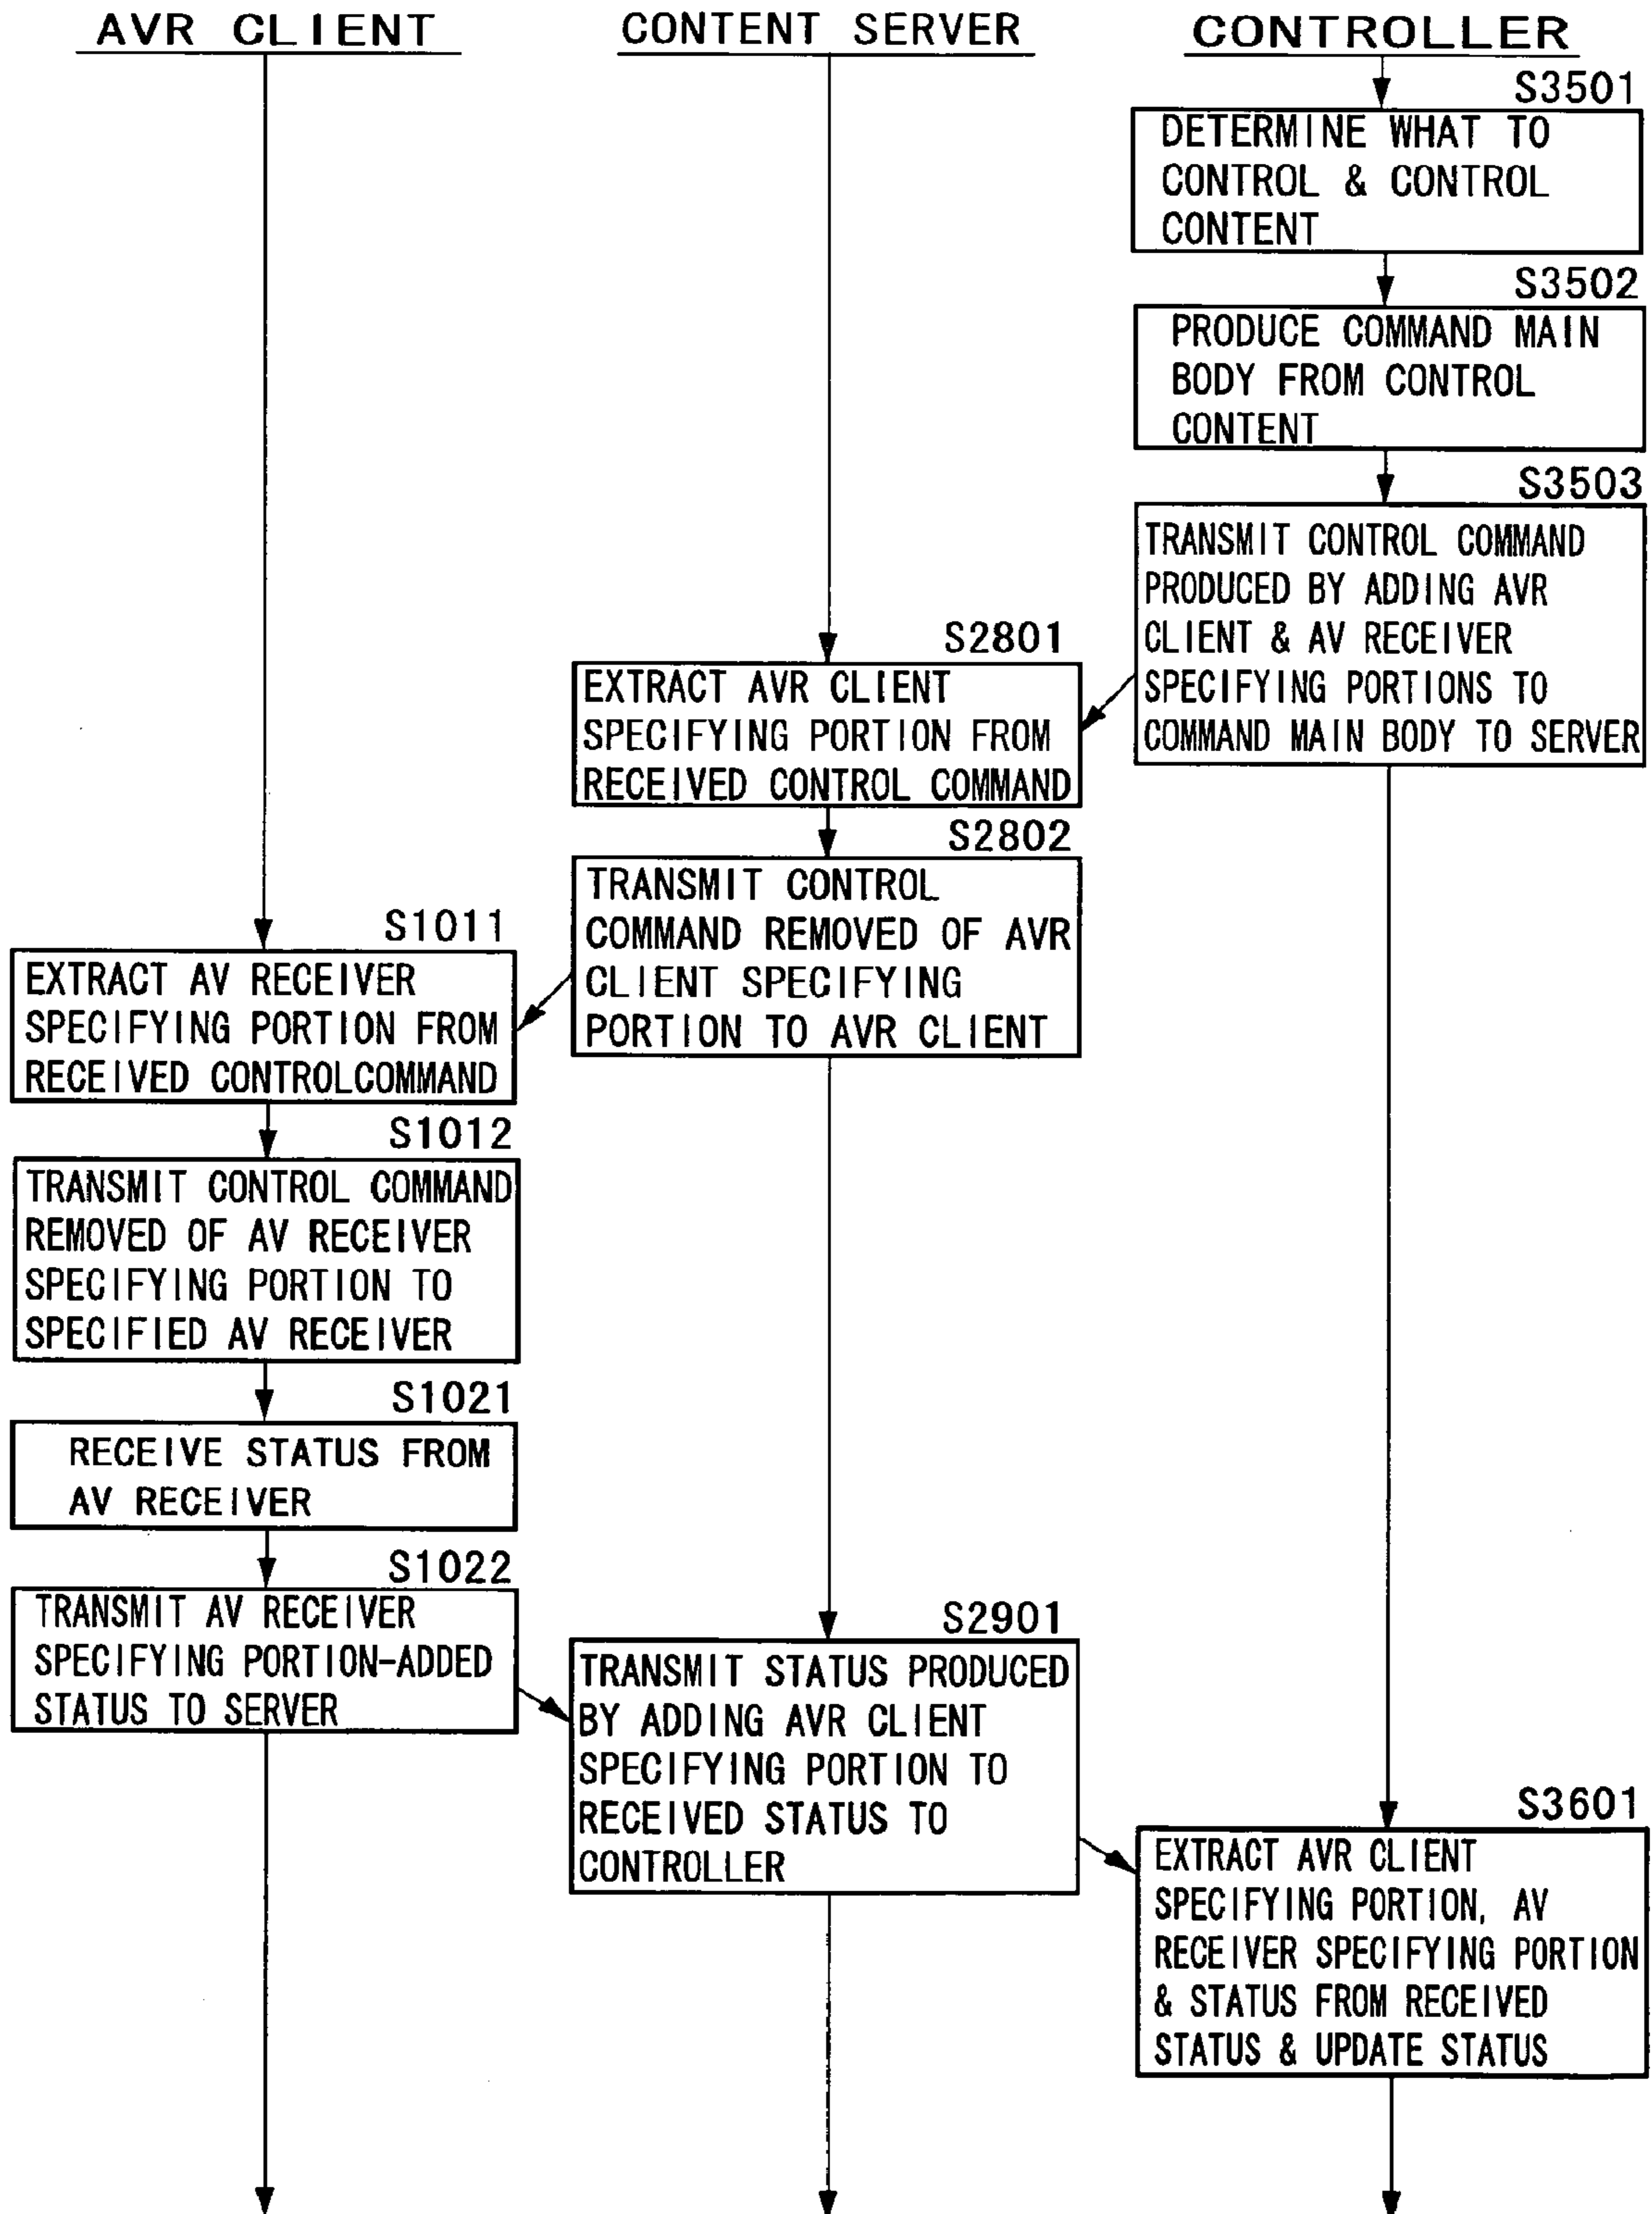 AVR CLIENT
CONTENT SERVER
CONTROLLER
S3501
DETERMINE WHAT TO
CONTROL & CONTROL
CONTENT
S3502
PRODUCE COMMAND MAIN
BODY FROM CONTROL
CONTENT
S3503
TRANSMIT CONTROL COMMAND
PRODUCED BY ADDING AVR
CLIENT & AV RECEIVER
SPECIFYING PORTIONS TO
COMMAND MAIN BODY TO SERVER
S2801
EXTRACT AVR CLIENT
SPECIFYING PORTION FROM
RECEIVED CONTROL COMMAND
S2802
TRANSMIT CONTROL
COMMAND REMOVED OF AVR
CLIENT SPECIFYING
PORTION TO AVR CLIENT
S1011
EXTRACT AV RECEIVER
SPECIFYING PORTION FROM
RECEIVED CONTROLCOMMAND
S1012
TRANSMIT CONTROL COMMAND
REMOVED OF AV RECEIVER
SPECIFYING PORTION TO
SPECIFIED AV RECEIVER
S1021
RECEIVE STATUS FROM
AV RECEIVER
S1022
TRANSMIT AV RECEIVER
SPECIFYING PORTION-ADDED
STATUS TO SERVER
S2901
TRANSMIT STATUS PRODUCED
BY ADDING AVR CLIENT
SPECIFYING PORTION TO
RECEIVED STATUS TO
CONTROLLER
S3601
EXTRACT AVR CLIENT
SPECIFYING PORTION, AV
RECEIVER SPECIFYING PORTION
& STATUS FROM RECEIVED
STATUS & UPDATE STATUS